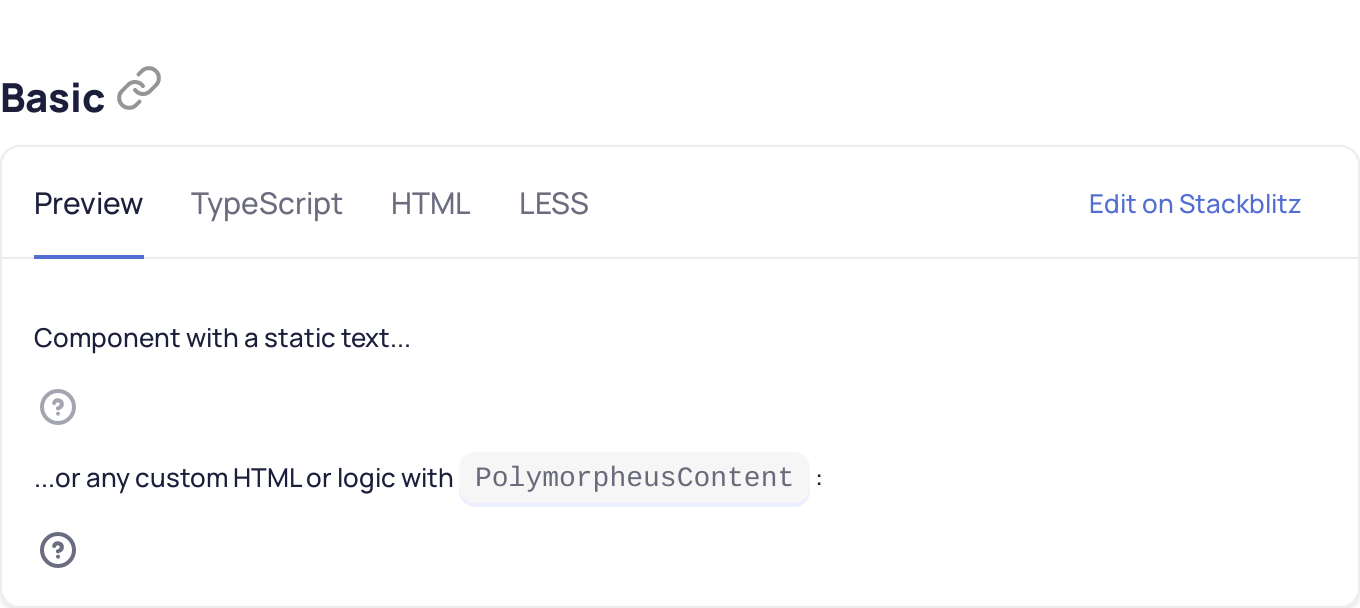 Basic
Preview TypeScript HTML LESS Edit on Stackblitz
Component with a static text...
?
...or any custom HTML or logic with PolymorpheusContent :
?